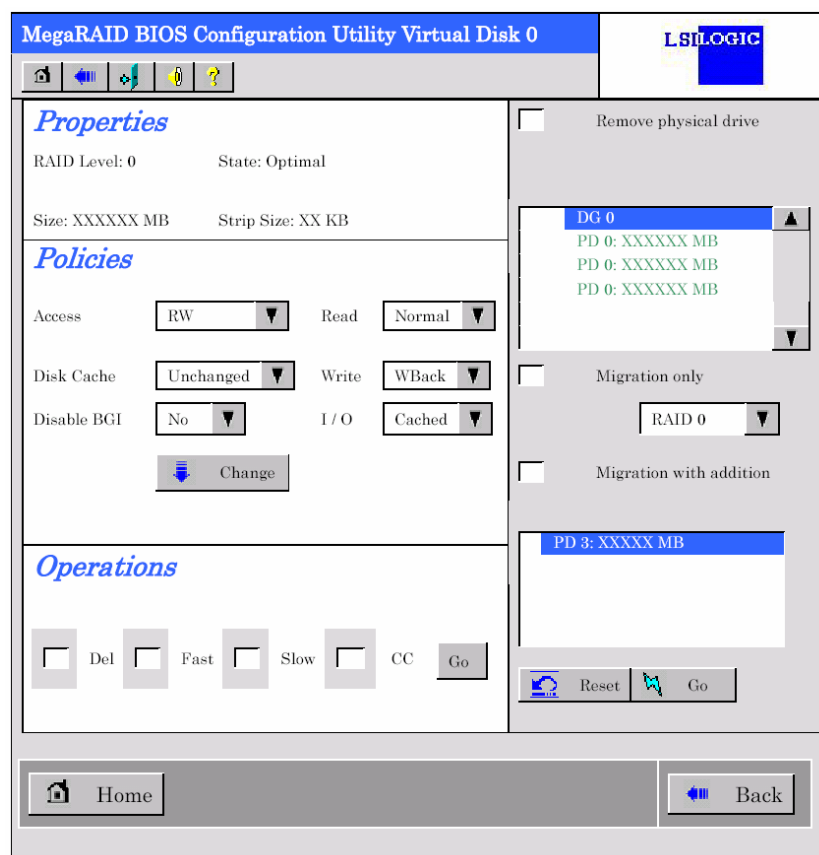 MegaRAID BIOS Configuration Utility Virtual Disk 0
LSILOGIC
Properties
RAID Level: 0 State: Optimal
Size: XXXXXX MB Strip Size: XX KB
Policies
Access RW Read Normal
Disk Cache Unchanged Write WBack
Disable BGI No I / O Cached
Change
Operations
Del Fast Slow CC Go
Remove physical drive
DG 0
PD 0: XXXXXX MB
PD 0: XXXXXX MB
PD 0: XXXXXX MB
Migration only
RAID 0
Migration with addition
PD 3: XXXXX MB
Reset Go
Home Back